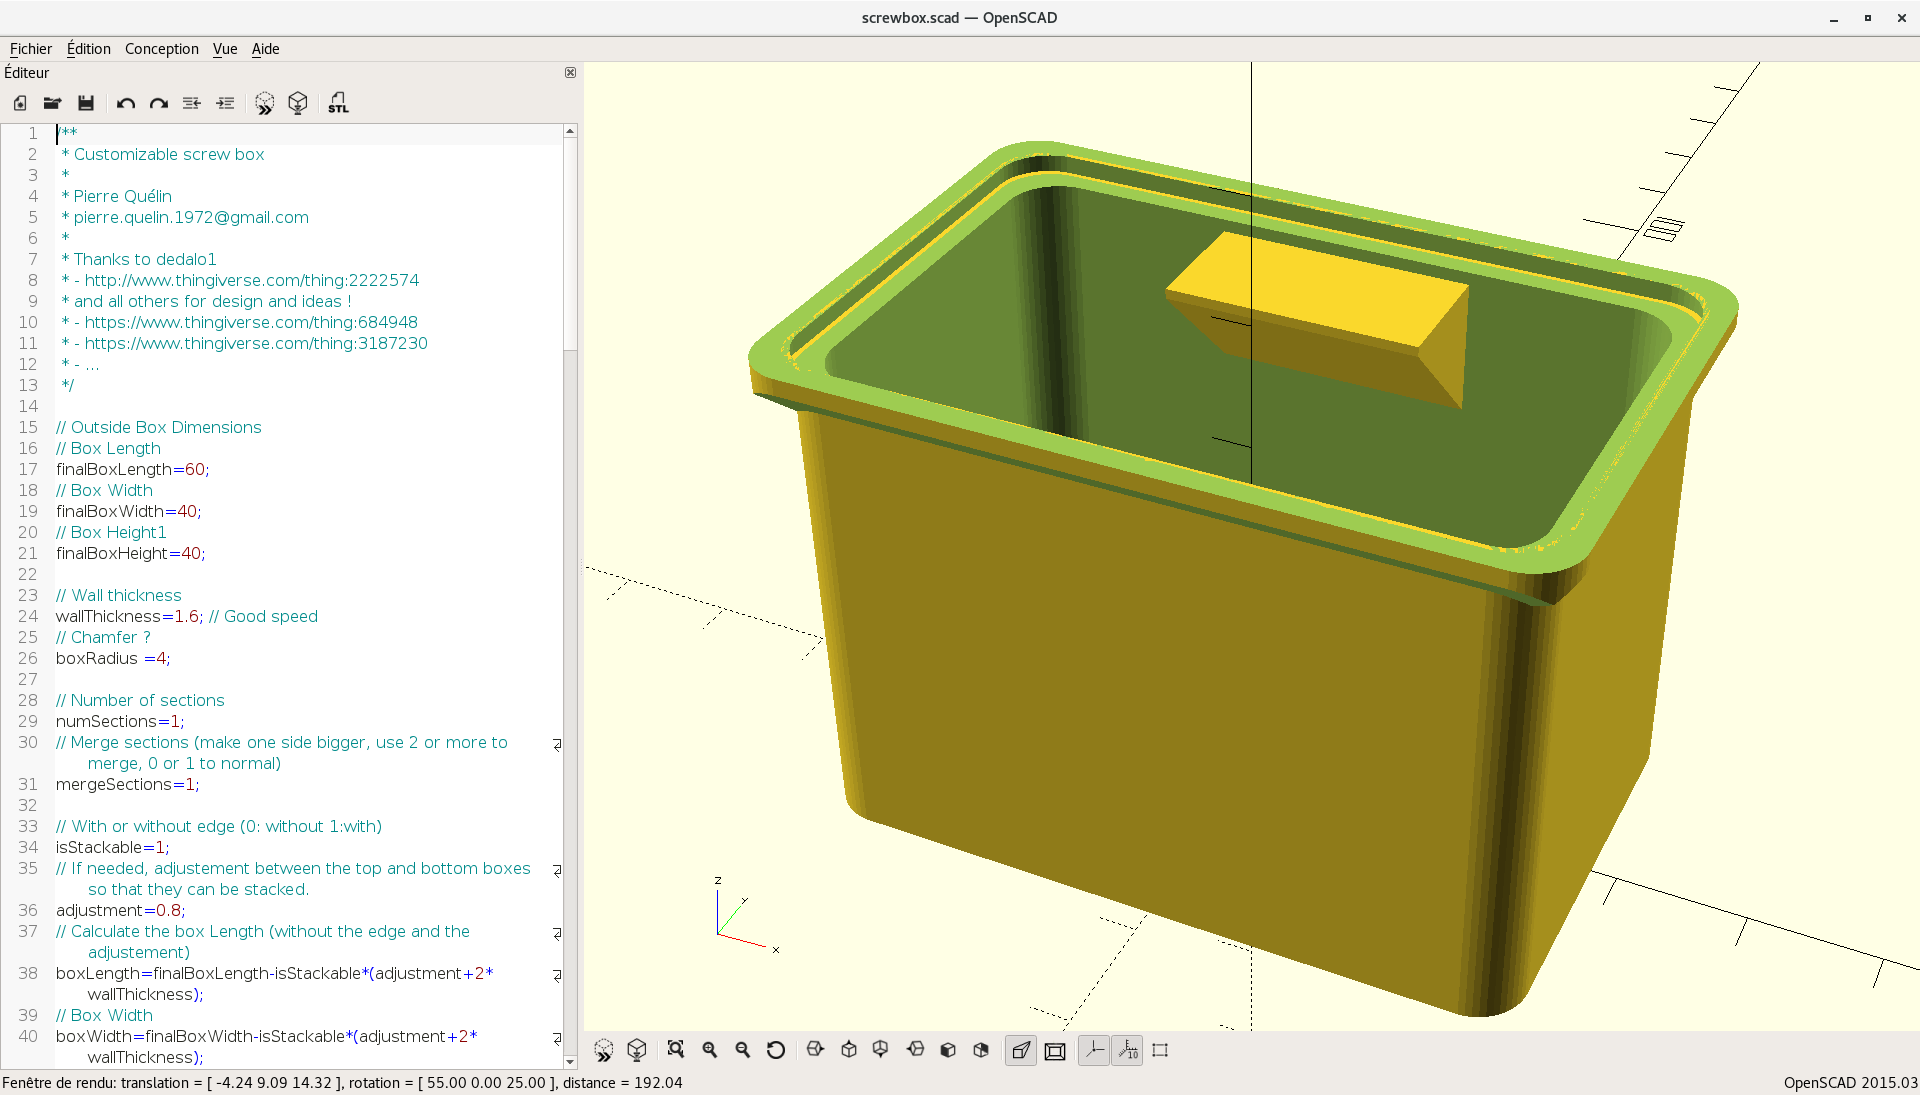 screwbox.scad — OpenSCAD
Fichier Édition Conception Vue Aide
Éditeur
STL
1 /**
2 * Customizable screw box
3 *
4 * Pierre Quélin
5 * pierre.quelin.1972@gmail.com
6 *
7 * Thanks to dedalo1
8 * - http://www.thingiverse.com/thing:2222574
9 * and all others for design and ideas !
10 * - https://www.thingiverse.com/thing:684948
11 * - https://www.thingiverse.com/thing:3187230
12 * - ...
13 */
14
15 // Outside Box Dimensions
16 // Box Length
17 finalBoxLength=60;
18 // Box Width
19 finalBoxWidth=40;
20 // Box Height1
21 finalBoxHeight=40;
22
23 // Wall thickness
24 wallThickness=1.6; // Good speed
25 // Chamfer ?
26 boxRadius =4;
27
28 // Number of sections
29 numSections=1;
30 // Merge sections (make one side bigger, use 2 or more to
merge, 0 or 1 to normal)
31 mergeSections=1;
32
33 // With or without edge (0: without 1:with)
34 isStackable=1;
35 // If needed, adjustement between the top and bottom boxes
so that they can be stacked.
36 adjustment=0.8;
37 // Calculate the box Length (without the edge and the
adjustement)
38 boxLength=finalBoxLength-isStackable*(adjustment+2*
wallThickness);
39 // Box Width
40 boxWidth=finalBoxWidth-isStackable*(adjustment+2*
wallThickness);
z
y
x
10
Fenêtre de rendu: translation = [ -4.24 9.09 14.32 ], rotation = [ 55.00 0.00 25.00 ], distance = 192.04
OpenSCAD 2015.03